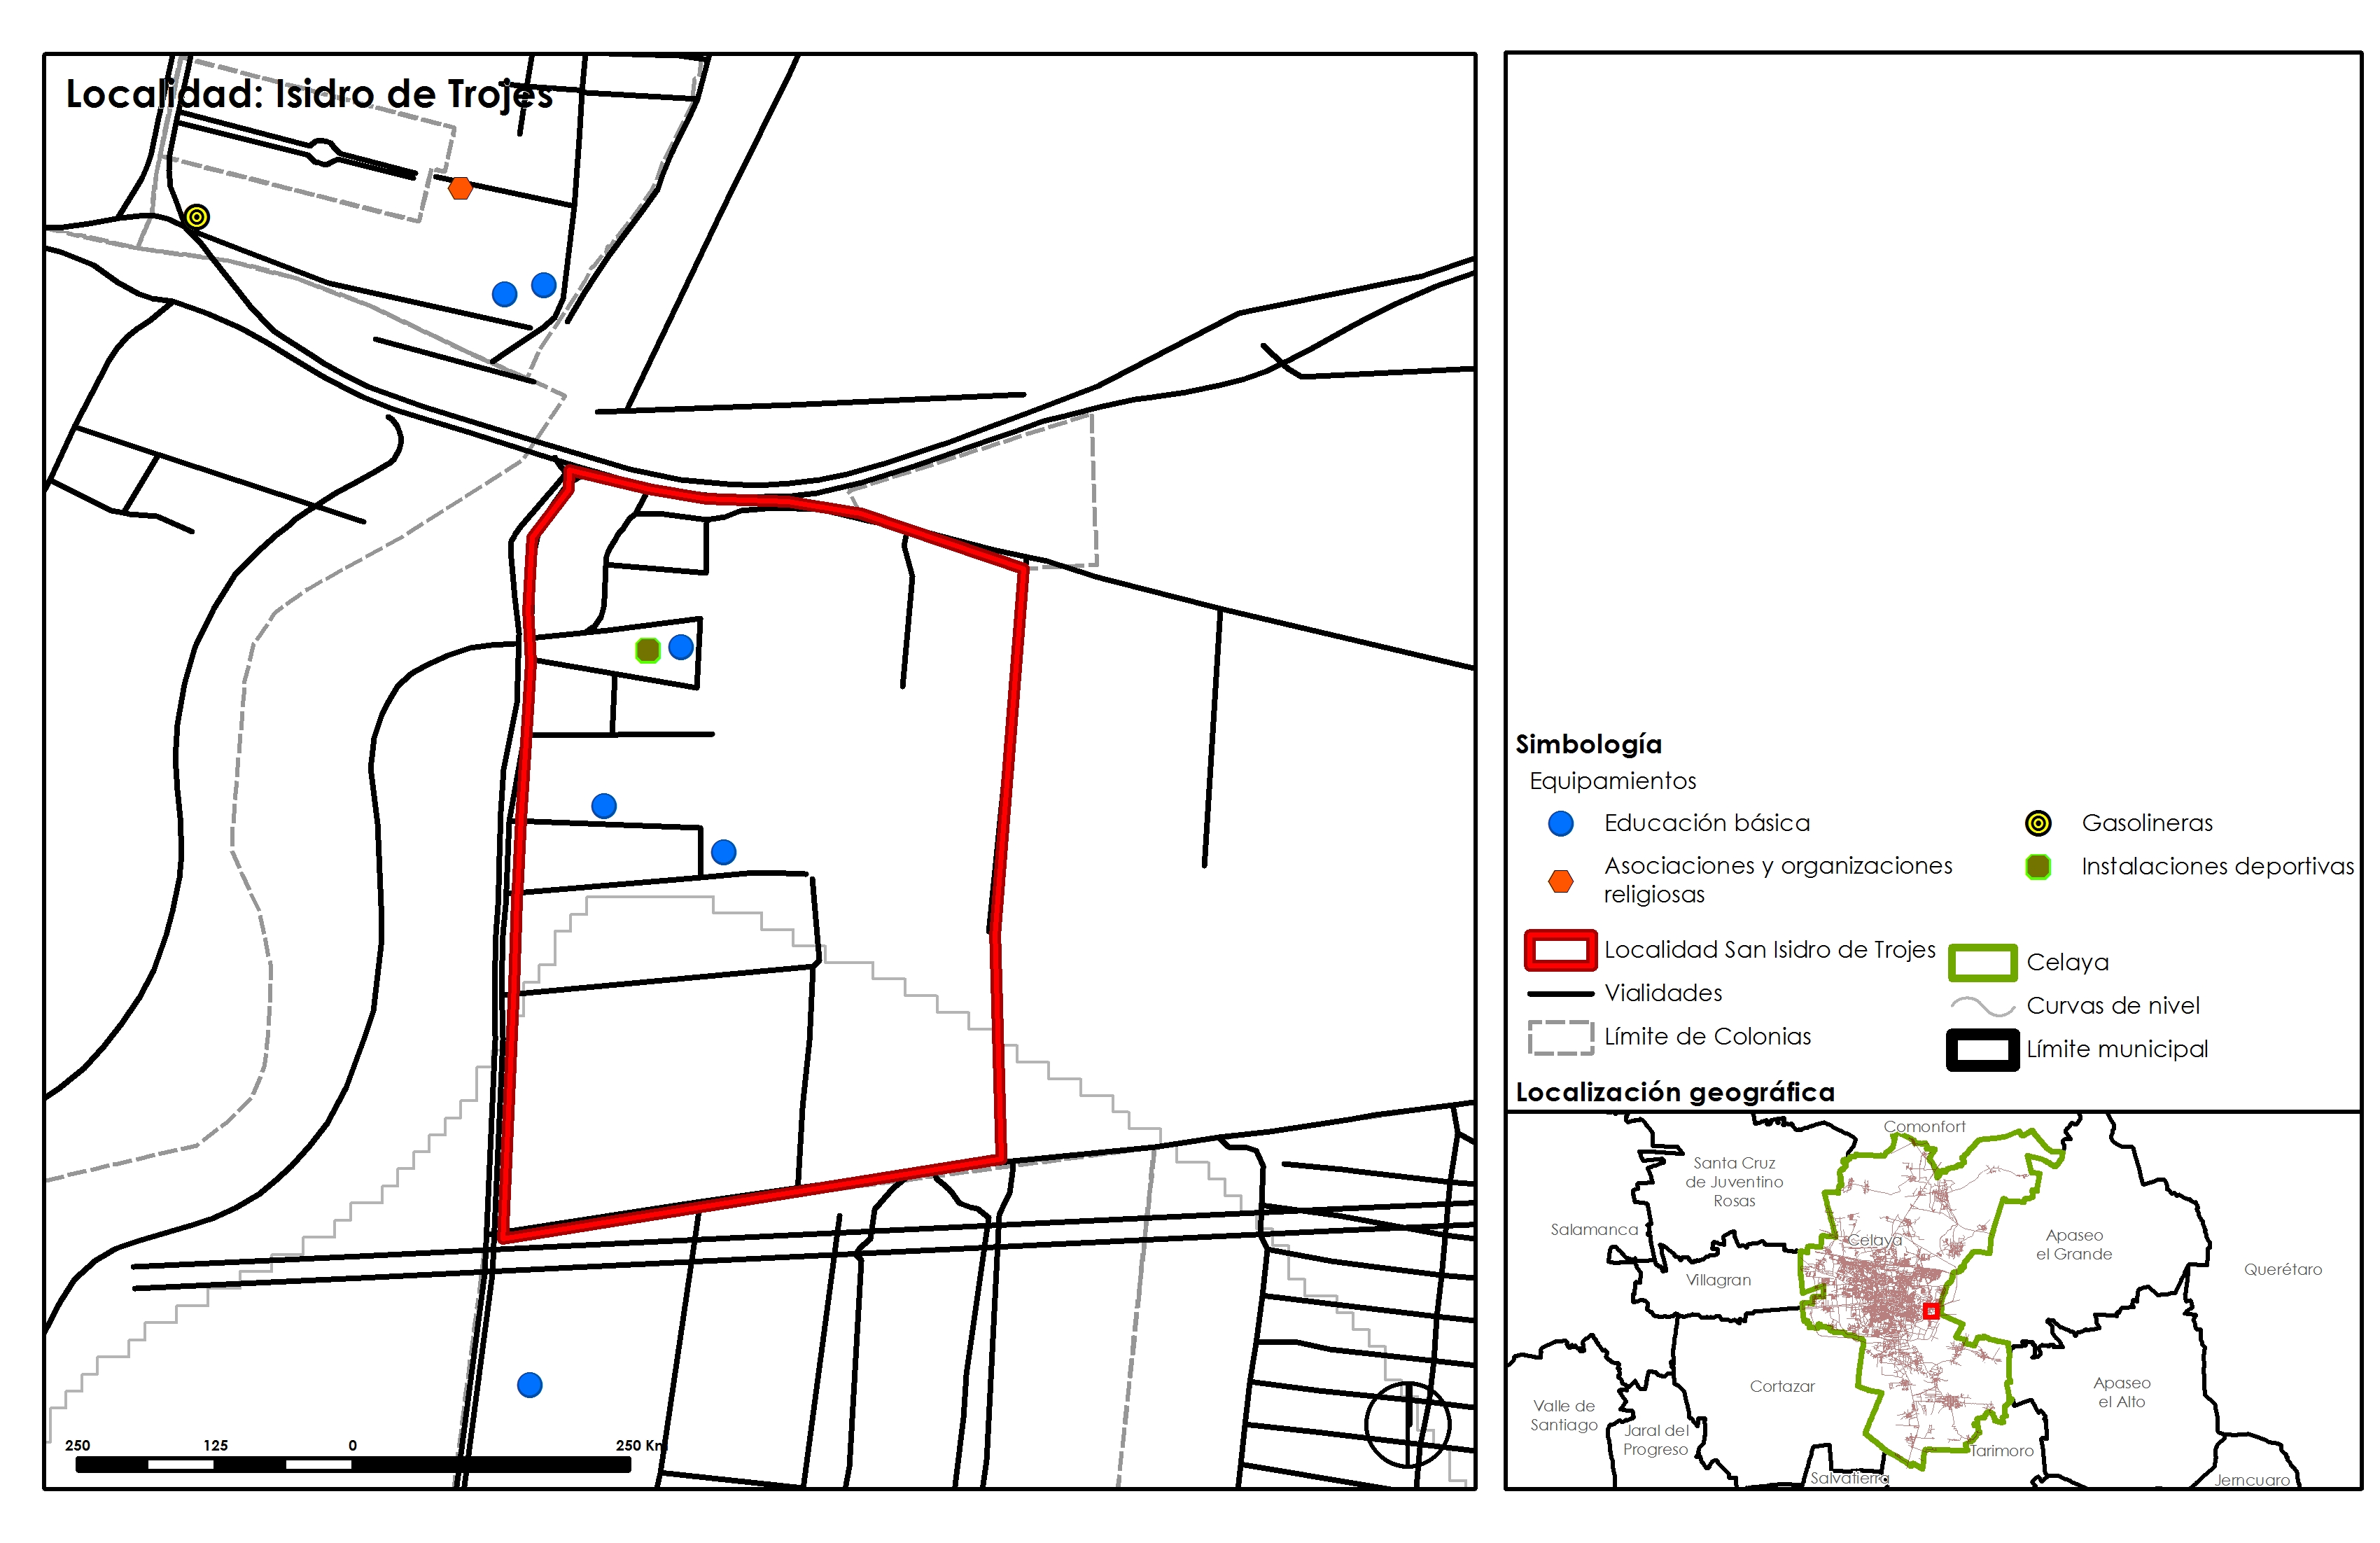 Localidad: Isidro de Trojes
250 125 0 250 Km
Simbología
Equipamientos
Educación básica
Asociaciones y organizaciones
religiosas
Gasolineras
Instalaciones deportivas
Localidad San Isidro de Trojes
Vialidades
Límite de Colonias
Celaya
Curvas de nivel
Límite municipal
Localización geográfica
Comonfort
Santa Cruz
de Juventino
Rosas
Salamanca
Celaya
Apaseo
el Grande
Querétaro
Villagran
Cortazar
Apaseo
el Alto
Valle de
Santiago
Jaral del
Progreso
Tarimoro
Salvatierra
Jerncuaro